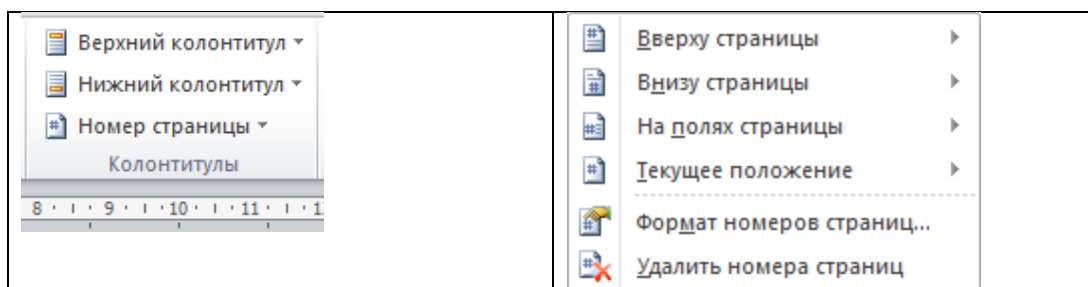 Верхний колонтитул
Нижний колонтитул
Номер страницы
Колонтитулы
8 9 10 11
Вверху страницы
Внизу страницы
На полях страницы
Текущее положение
Формат номеров страниц...
Удалить номера страниц